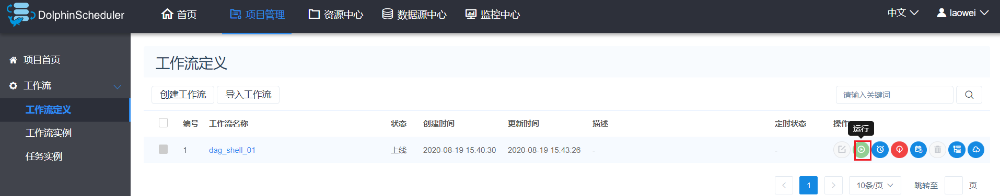 DolphinScheduler 首页 项目管理 资源中心 数据源中心 监控中心 中文 laowei
项目首页
工作流
工作流定义
工作流实例
任务实例
工作流定义
创建工作流 导入工作流 请输入关键词
编号 工作流名称 状态 创建时间 更新时间 描述 定时状态 操作
运行
1 dag_shell_01 上线 2020-08-19 15:40:30 2020-08-19 15:43:26 - -
1 10条/页 跳转至 页